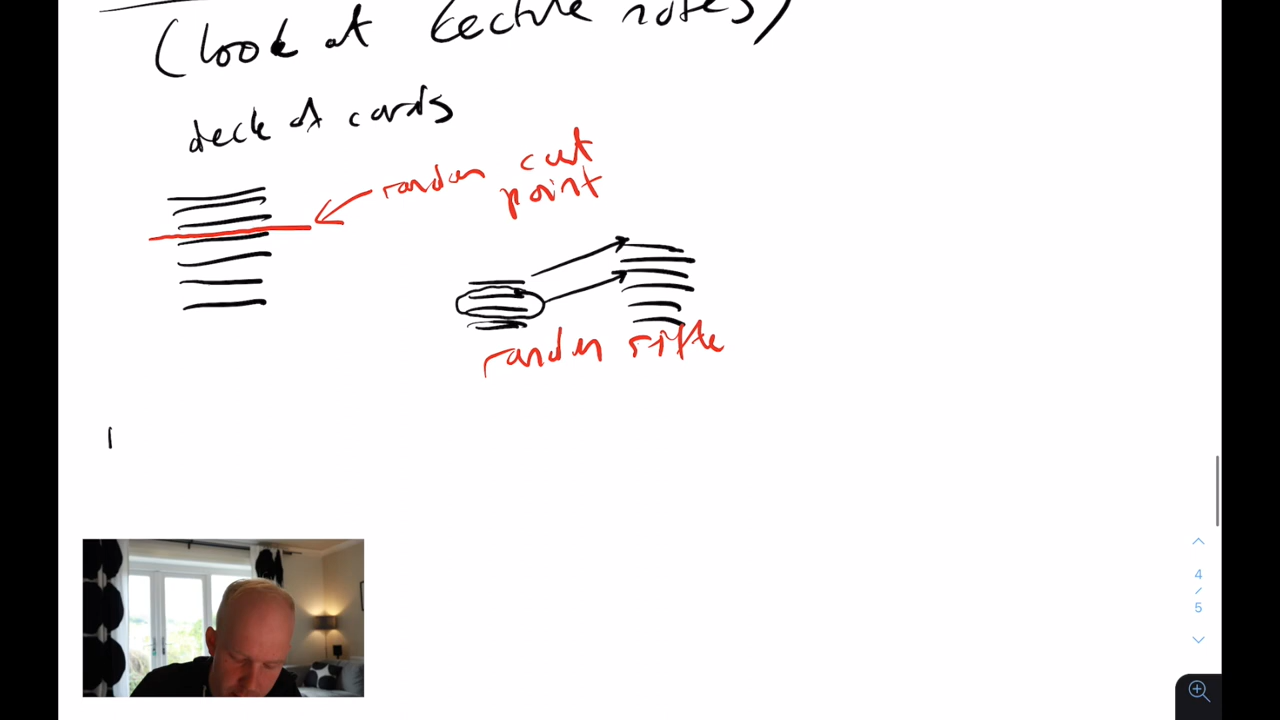 (look at lecture notes)
deck of cards
random cut
point
random riffle
4
/
5